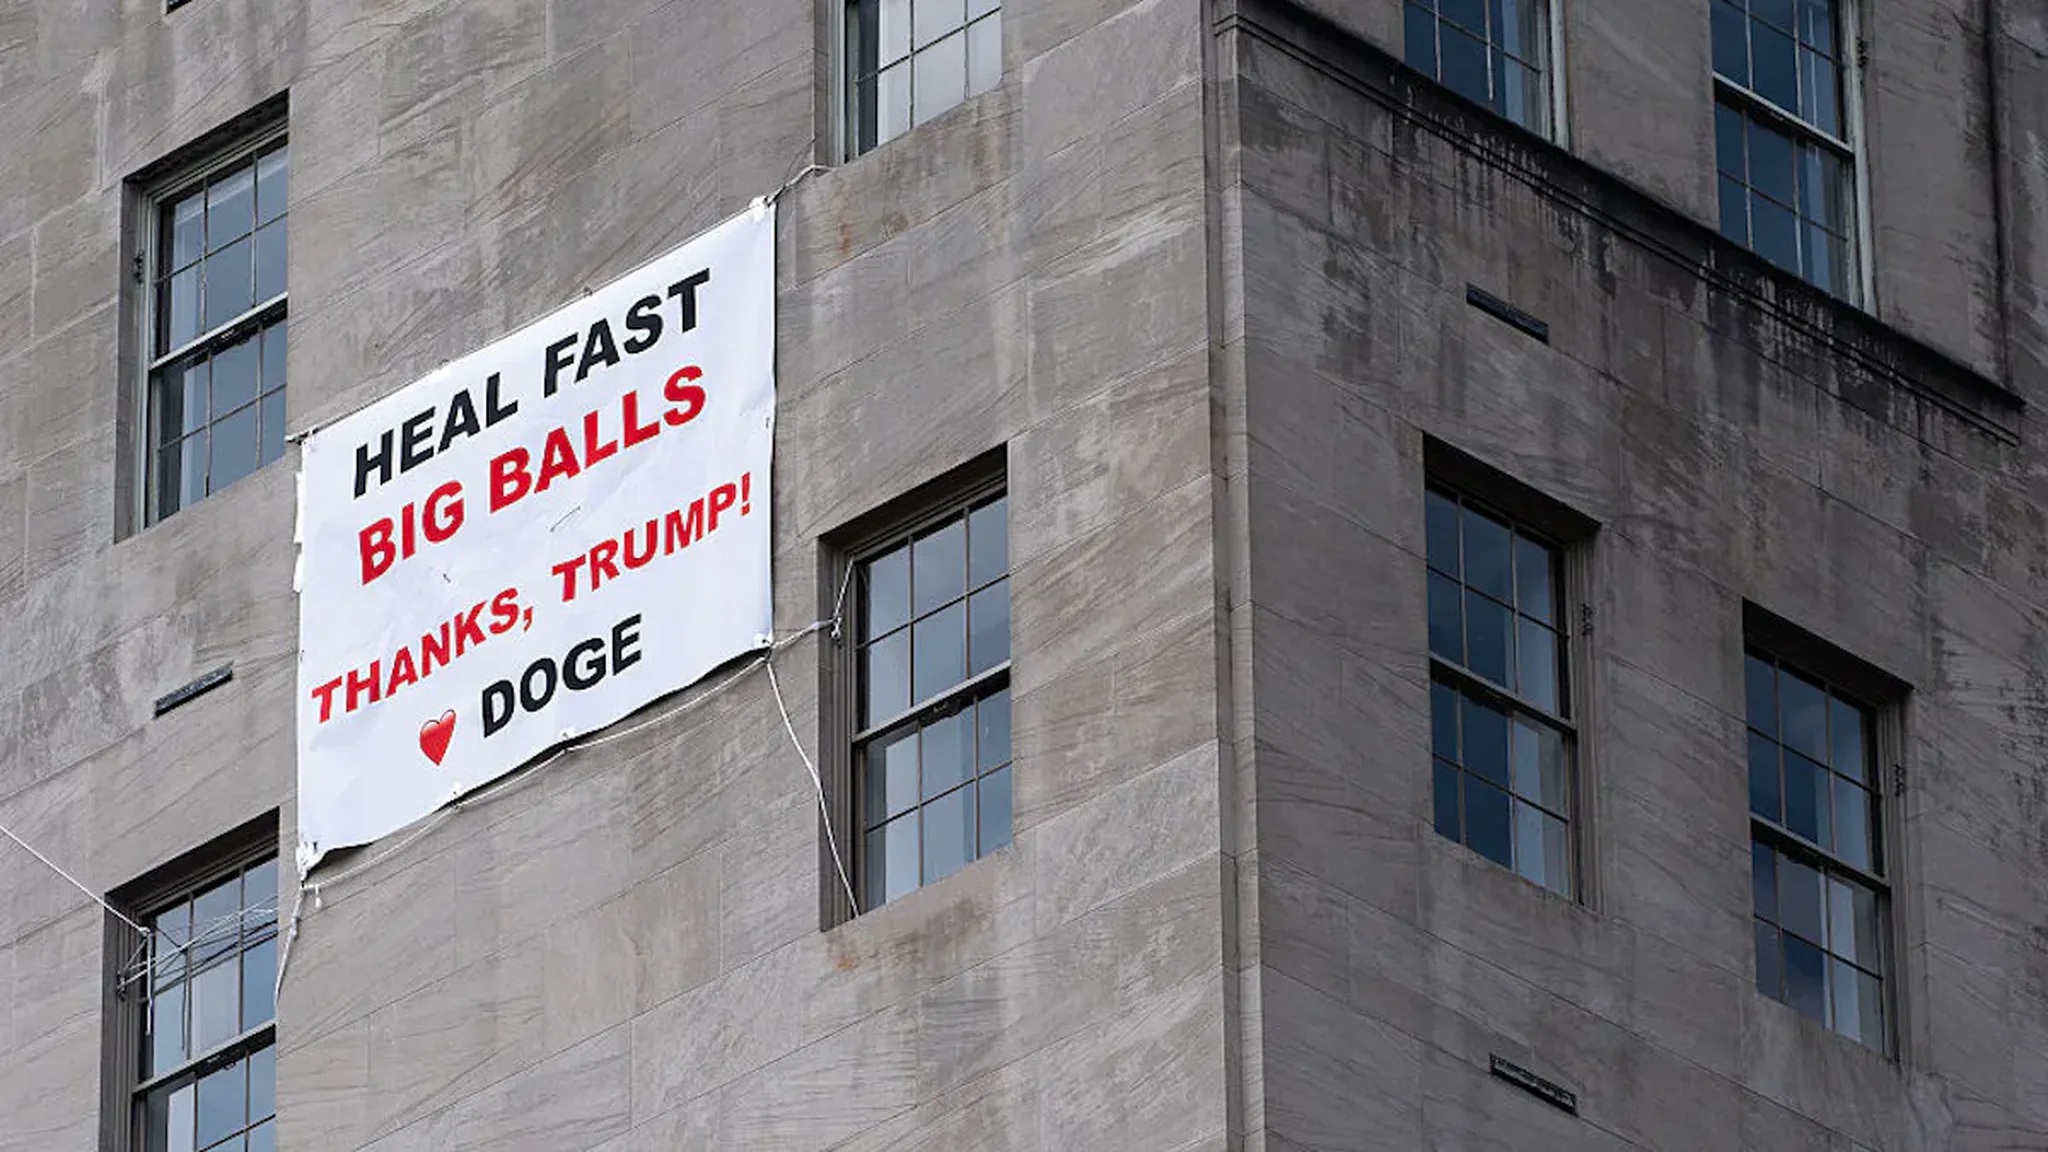 HEAL FAST
BIG BALLS
THANKS, TRUMP!
❤️ DOGE